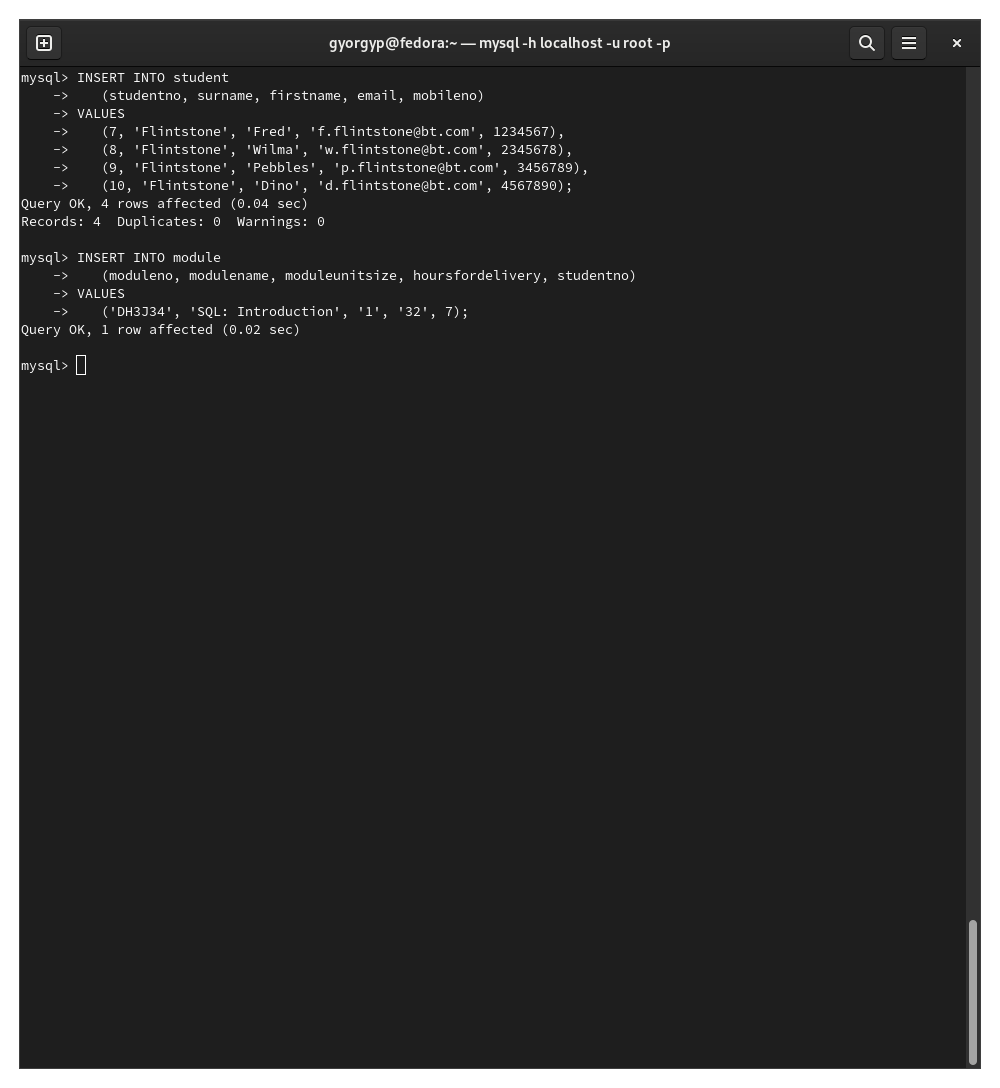 gyorgyp@fedora:~ — mysql -h localhost -u root -p
mysql> INSERT INTO student
    ->    (studentno, surname, firstname, email, mobileno)
    -> VALUES
    ->    (7, 'Flintstone', 'Fred', 'f.flintstone@bt.com', 1234567),
    ->    (8, 'Flintstone', 'Wilma', 'w.flintstone@bt.com', 2345678),
    ->    (9, 'Flintstone', 'Pebbles', 'p.flintstone@bt.com', 3456789),
    ->    (10, 'Flintstone', 'Dino', 'd.flintstone@bt.com', 4567890);
Query OK, 4 rows affected (0.04 sec)
Records: 4  Duplicates: 0  Warnings: 0
mysql> INSERT INTO module
    ->    (moduleno, modulename, moduleunitsize, hoursfordelivery, studentno)
    -> VALUES
    ->    ('DH3J34', 'SQL: Introduction', '1', '32', 7);
Query OK, 1 row affected (0.02 sec)
mysql>